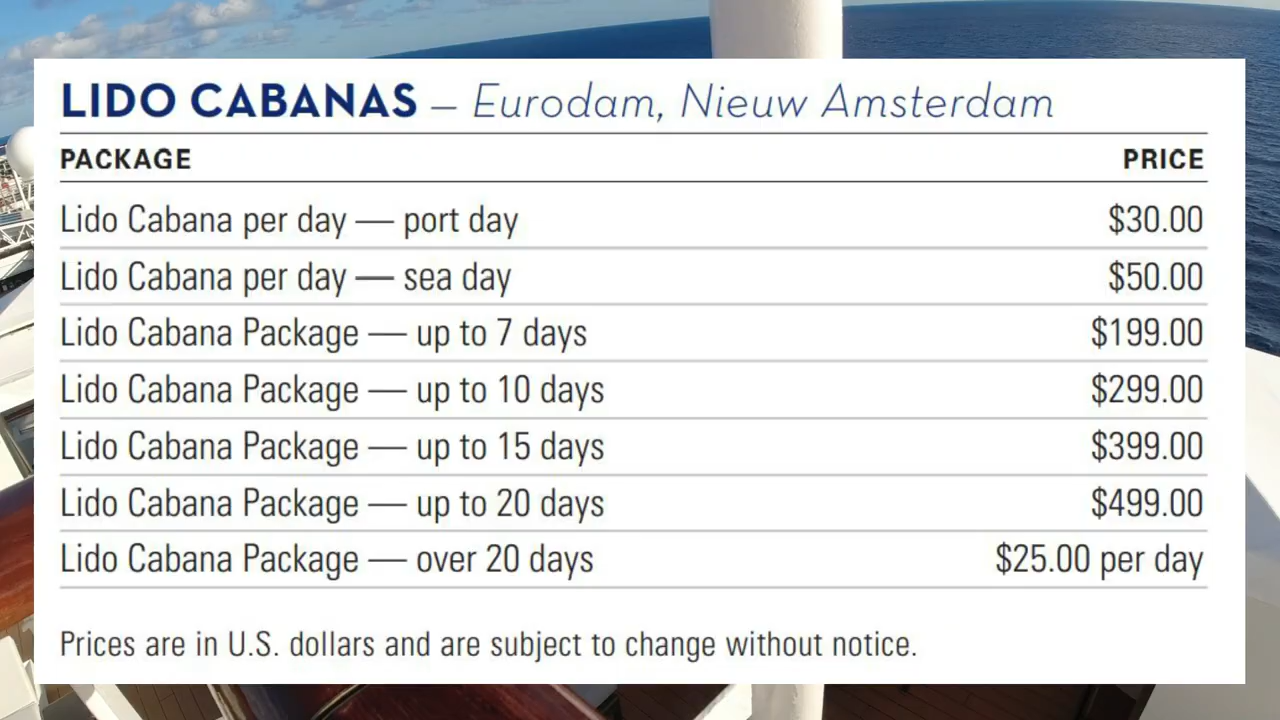 LIDO CABANAS – Eurodam, Nieuw Amsterdam
PACKAGE PRICE
Lido Cabana per day — port day $30.00
Lido Cabana per day — sea day $50.00
Lido Cabana Package — up to 7 days $199.00
Lido Cabana Package — up to 10 days $299.00
Lido Cabana Package — up to 15 days $399.00
Lido Cabana Package — up to 20 days $499.00
Lido Cabana Package — over 20 days $25.00 per day
Prices are in U.S. dollars and are subject to change without notice.